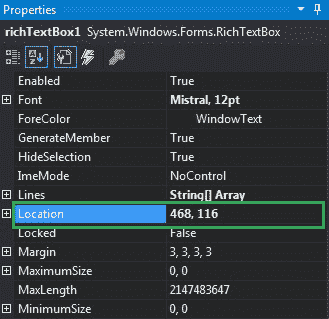 Properties
richTextBox1 System.Windows.Forms.RichTextBox
Enabled True
Font Mistral, 12pt
ForeColor WindowText
GenerateMember True
HideSelection True
ImeMode NoControl
Lines String[] Array
Location 468, 116
Locked False
Margin 3, 3, 3, 3
MaximumSize 0, 0
MaxLength 2147483647
MinimumSize 0, 0